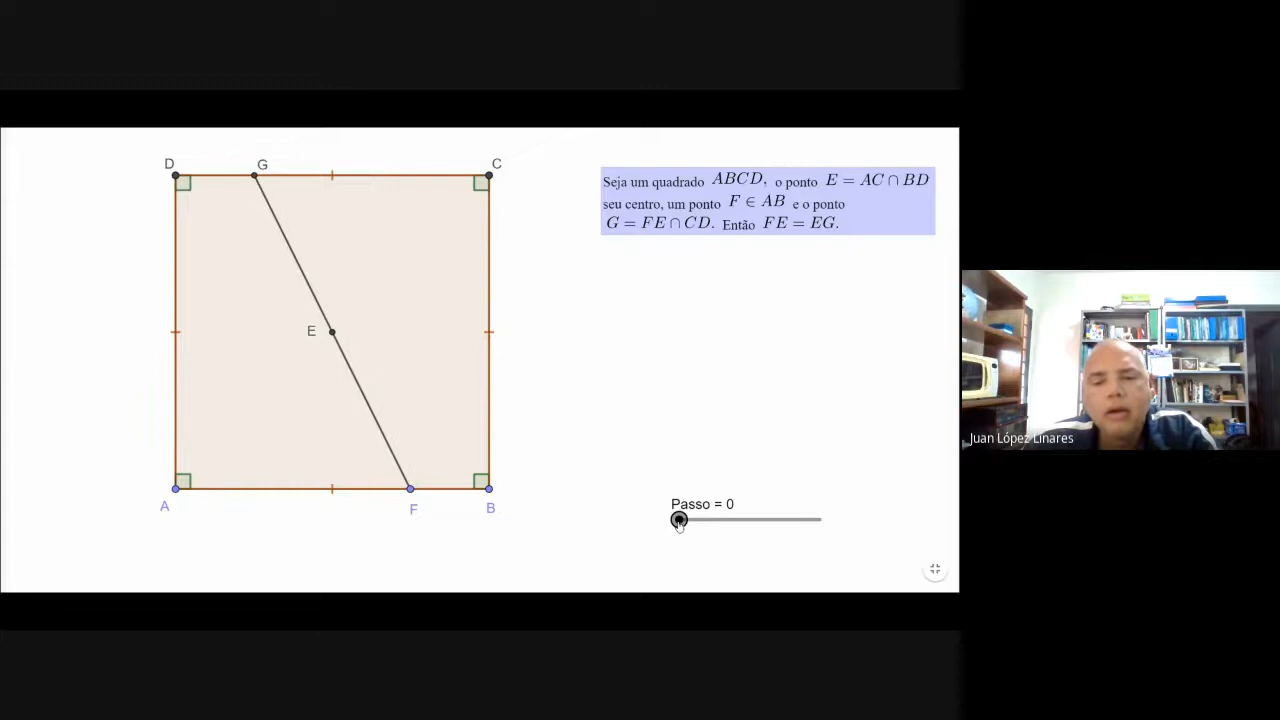 D G C
Seja um quadrado ABCD, o ponto E = AC ∩ BD
seu centro, um ponto F ∈ AB e o ponto
G = FE ∩ CD. Então FE = EG.
E
Juan López Linares
A F B
Passo = 0